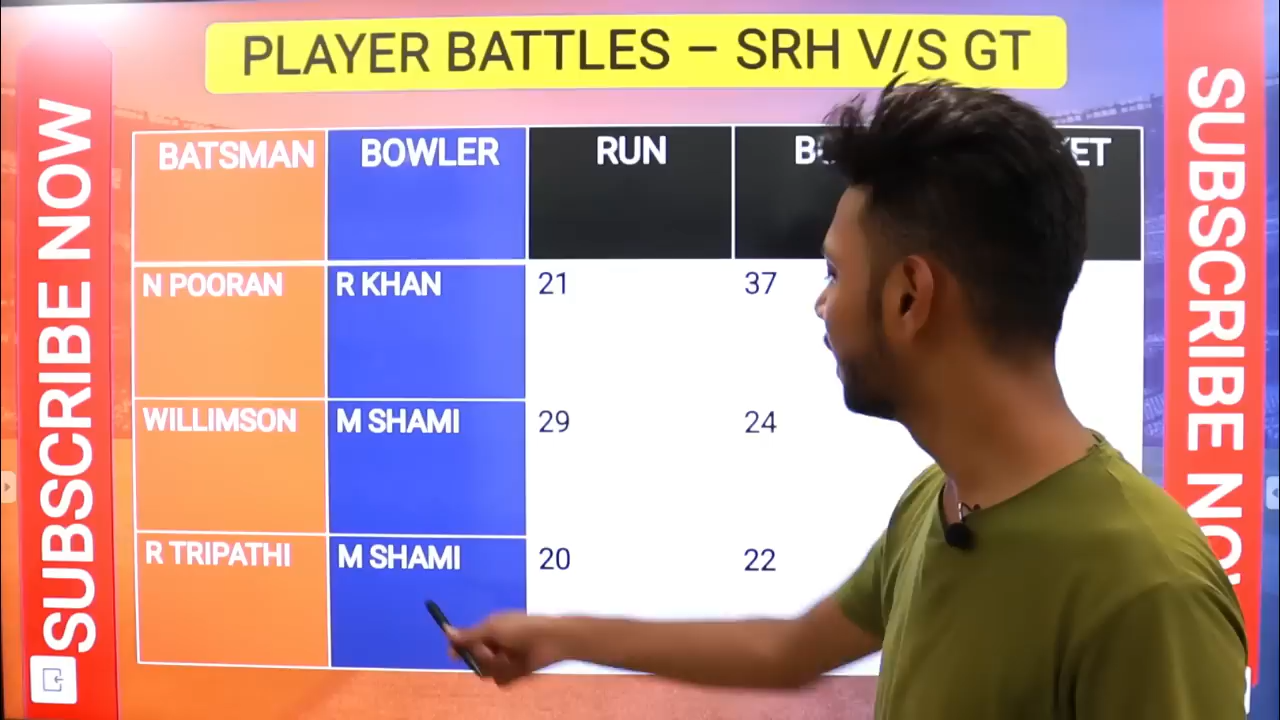 PLAYER BATTLES – SRH V/S GT
SUBSCRIBE NOW
BATSMAN BOWLER RUN
N POORAN R KHAN 21 37
WILLIMSON M SHAMI 29 24
R TRIPATHI M SHAMI 20 22
SUBSCRIBE